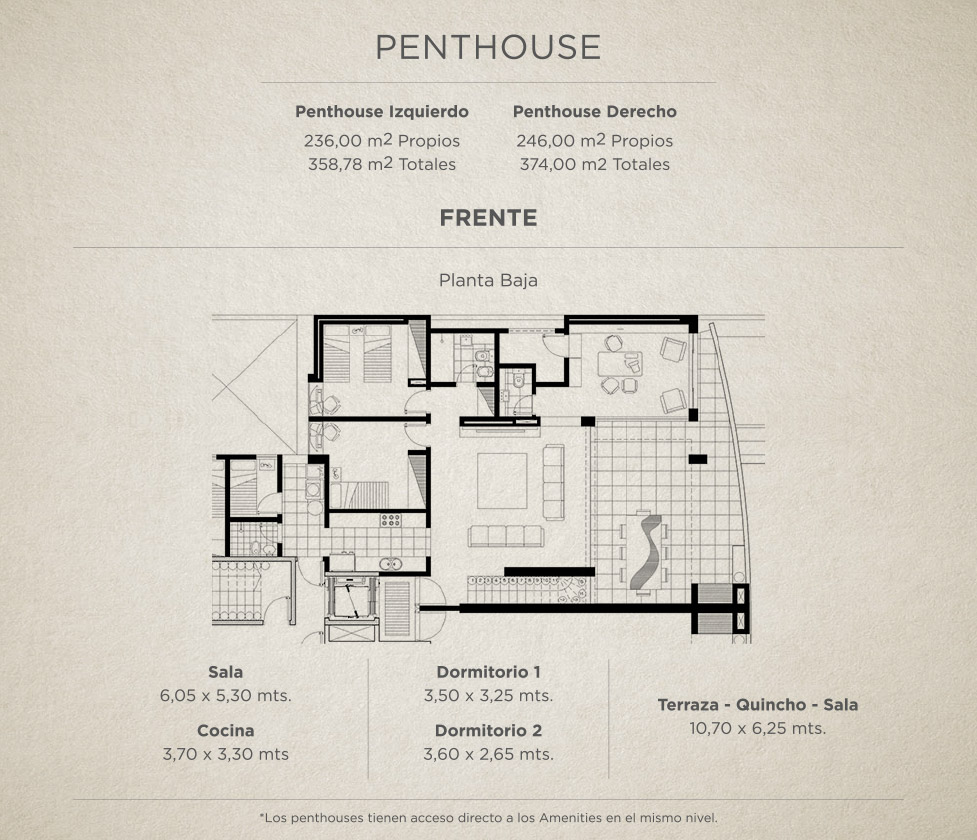 PENTHOUSE
Penthouse Izquierdo
236,00 m2 Propios
358,78 m2 Totales
Penthouse Derecho
246,00 m2 Propios
374,00 m2 Totales
FRENTE
Planta Baja
Sala
6,05 x 5,30 mts.
Cocina
3,70 x 3,30 mts
Dormitorio 1
3,50 x 3,25 mts.
Dormitorio 2
3,60 x 2,65 mts.
Terraza - Quincho - Sala
10,70 x 6,25 mts.
*Los penthouses tienen acceso directo a los Amenities en el mismo nivel.